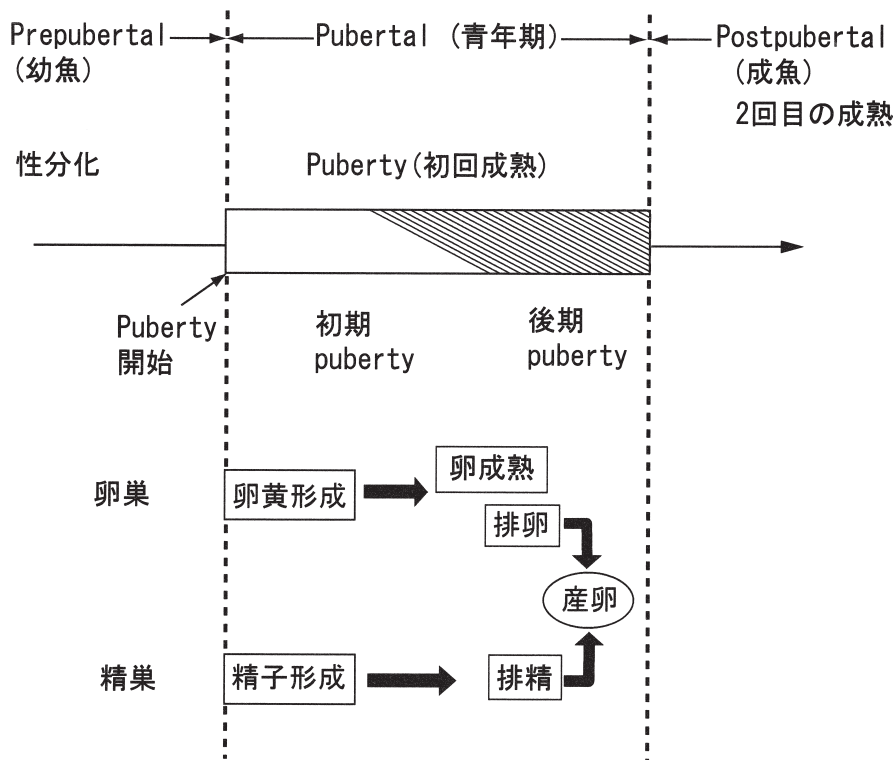 Prepubertal
(幼魚)
Pubertal (青年期)
Postpubertal
(成魚)
2回目の成熟
性分化
Puberty(初回成熟)
Puberty
開始
初期
puberty
後期
puberty
卵巣
卵黄形成
卵成熟
排卵
産卵
精巣
精子形成
排精